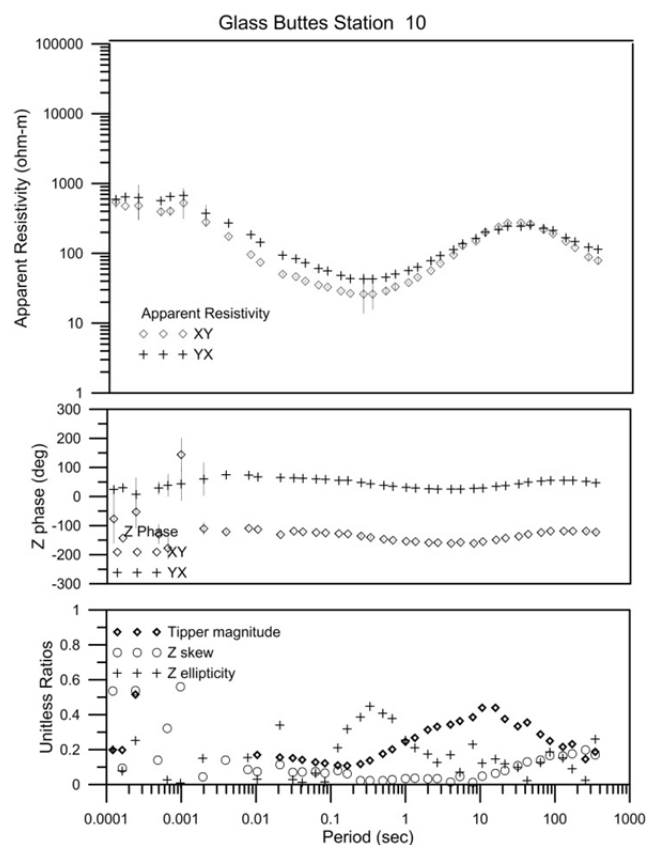 Glass Buttes Station 10
Apparent Resistivity (ohm-m)
100000
10000
1000
100
10
1
Apparent Resistivity
XY
YX
Z phase (deg)
300
200
100
0
-100
-200
-300
Z Phase
XY
YX
Unitless Ratios
1
0.8
0.6
0.4
0.2
0
Tipper magnitude
Z skew
Z ellipticity
0.0001 0.001 0.01 0.1 1 10 100 1000
Period (sec)